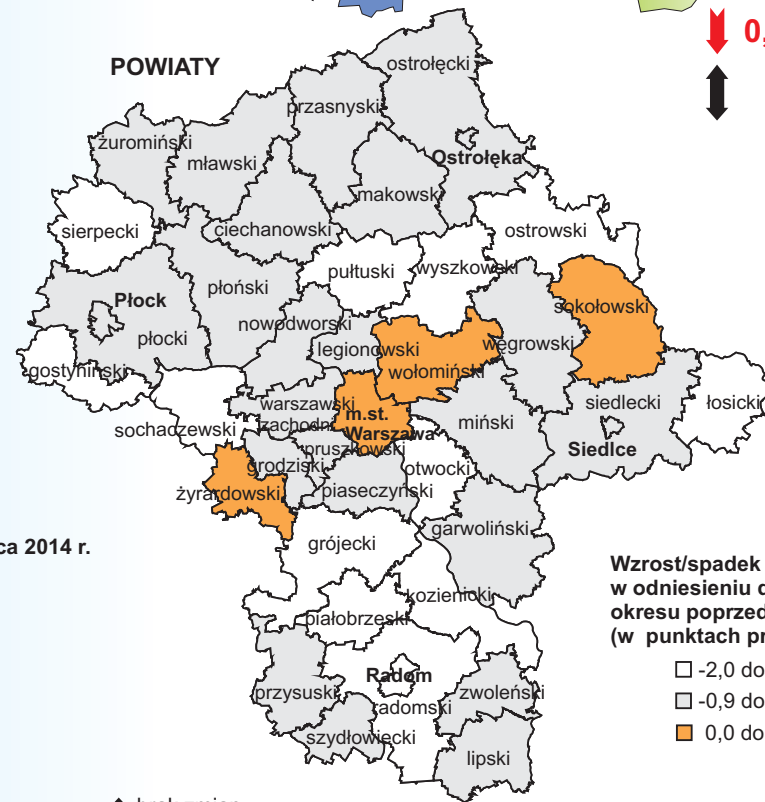 0,
POWIATY
ostrołęcki
przasnyski
żuromiński
mławski
Ostrołęka
makowski
sierpecki
ciechanowski
ostrowski
pułtuski
wyszkowski
płoński
Płock
sokołowski
nowodworski
płocki
legionowski
węgrowski
gostyniński
wołomiński
warszawski
zachodni
siedlecki
łosicki
m.st.
Warszawa
sochaczewski
miński
pruszkowski
Siedlce
grodziski
otwocki
żyrardowski
piaseczyński
garwoliński
grójecki
ca 2014 r.
kozienicki
białobrzeski
Radom
przysuski
zwoleński
radomski
szydłowiecki
lipski
Wzrost/spadek
w odniesieniu d
okresu poprzed
(w punktach pr
-2,0 do
-0,9 do
0,0 do